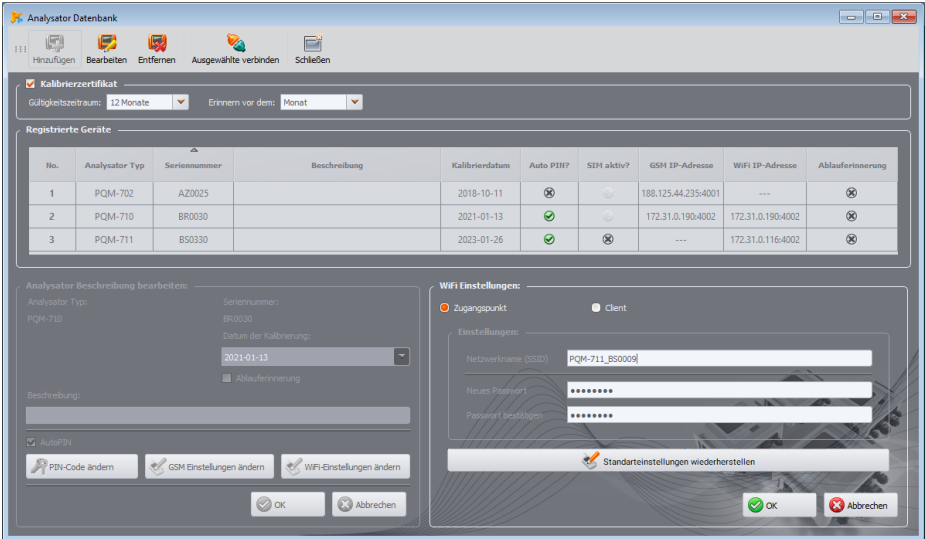 Analysator Datenbank
Hinzufügen Bearbeiten Entfernen Ausgewählte verbinden Schließen
Kalibrierzertifikat
Gültigkeitszeitraum: 12 Monate Erinnern vor dem: Monat
Registrierte Geräte
No. Analysator Typ Seriennummer Beschreibung Kalibrierdatum Auto PIN? SIM aktiv? GSM IP-Adresse WiFi IP-Adresse Ablauferinnerung
1 PQM-702 AZ0025 2018-10-11 188.125.44.235:4001 ---
2 PQM-710 BR0030 2021-01-13 172.31.0.190:4002 172.31.0.190:4002
3 PQM-711 BS0330 2023-01-26 --- 172.31.0.116:4002
Analysator Beschreibung bearbeiten:
Analysator Typ: Seriennummer:
PQM-710 BR0030
Datum der Kalibrierung:
2021-01-13
Ablauferinnerung
Beschreibung:
AutoPIN
PIN-Code ändern GSM Einstellungen ändern WiFi-Einstellungen ändern
OK Abbrechen
WiFi Einstellungen:
Zugangspunkt Client
Einstellungen:
Netzwerkname (SSID) PQM-711_BS0009
Neues Passwort ••••••••
Passwort bestätigen ••••••••
Standarteinstellungen wiederherstellen
OK Abbrechen